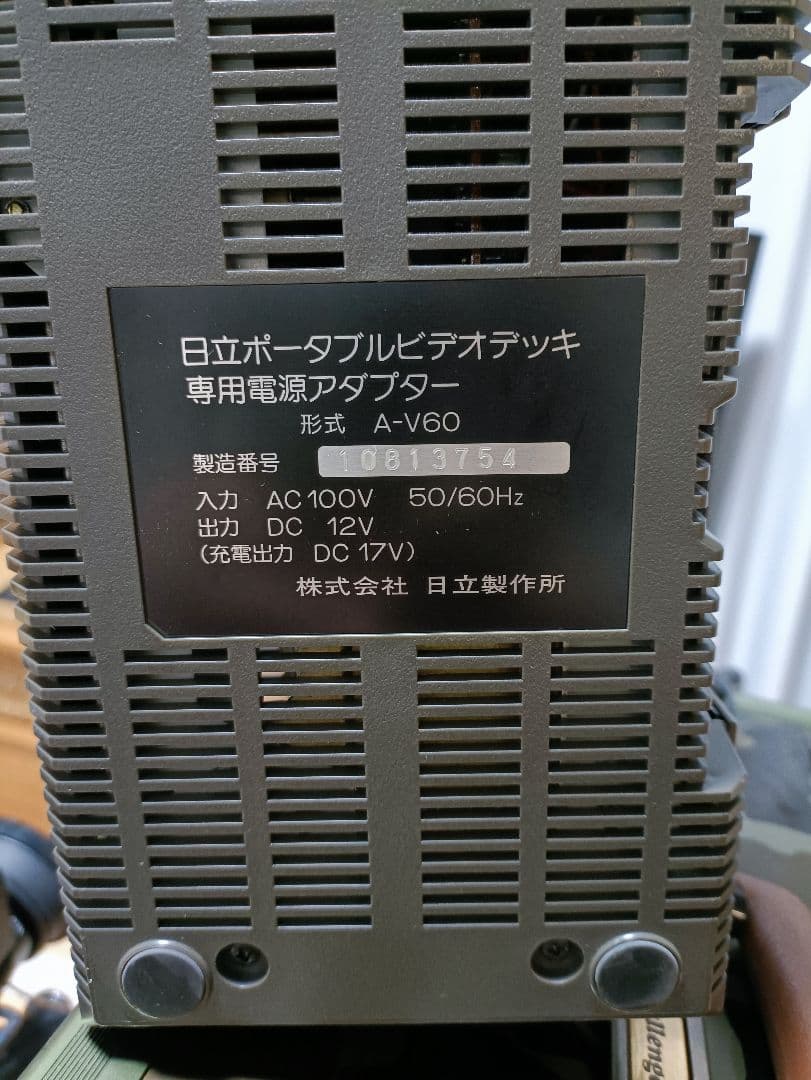 日立ポータブルビデオデッキ
専用電源アダプター
形式 A-V60
製造番号 10813754
入力 AC 100V 50/60Hz
出力 DC 12V
(充電出力 DC 17V)
株式会社 日立製作所